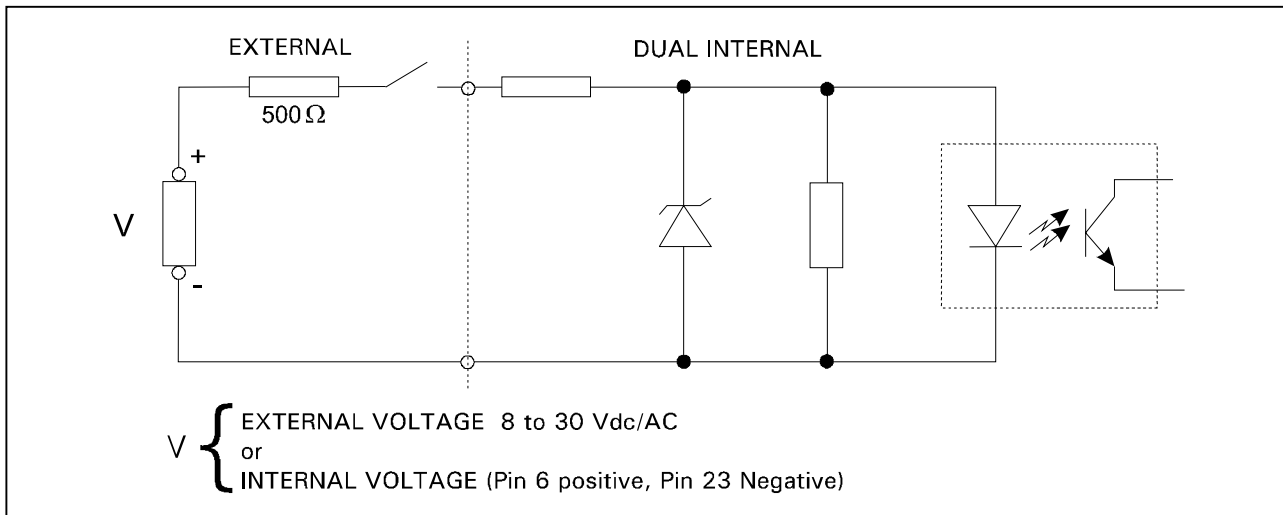 EXTERNAL
DUAL INTERNAL
500 Ω
+
V
-
V { EXTERNAL VOLTAGE 8 to 30 Vdc/AC
or
INTERNAL VOLTAGE (Pin 6 positive, Pin 23 Negative)